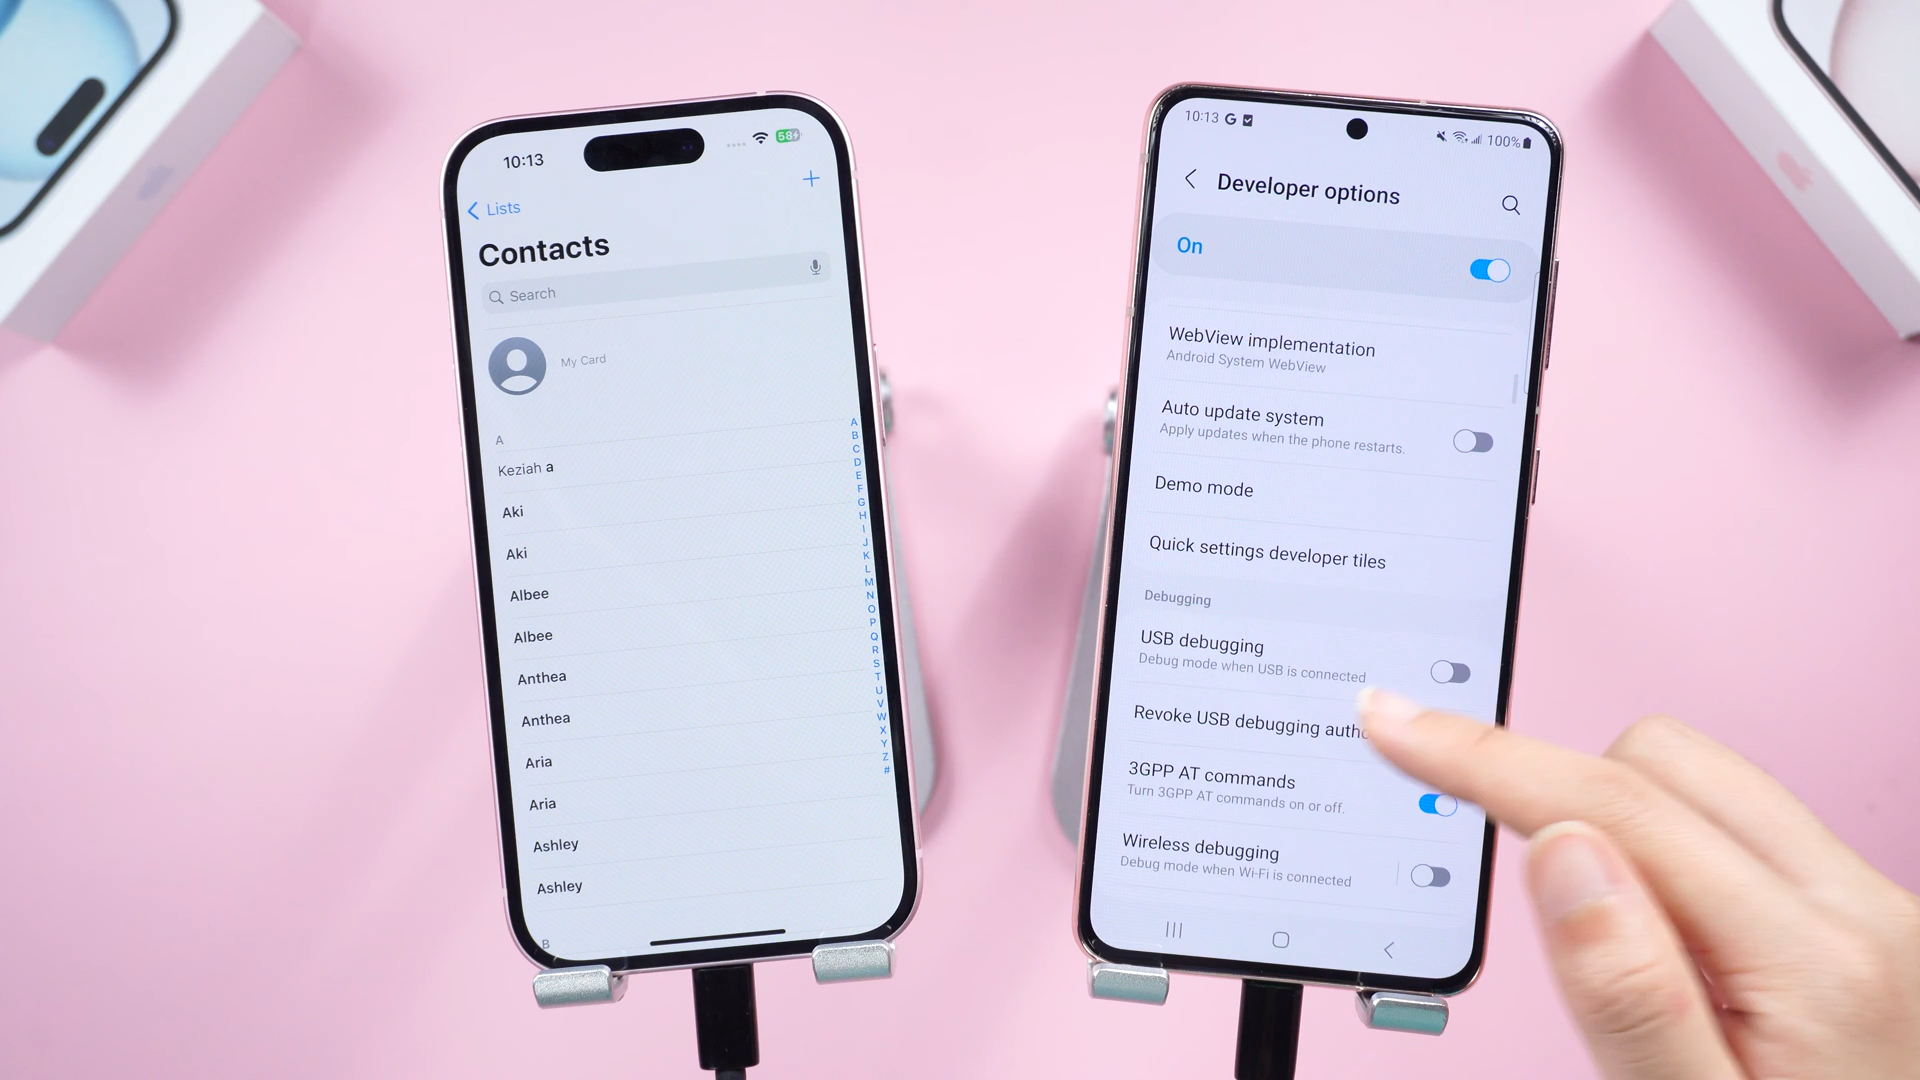 10:13
58
Lists
Contacts
Search
My Card
A
Keziah a
Aki
Aki
Albee
Albee
Anthea
Anthea
Aria
Aria
Ashley
Ashley
B
A
B
C
D
E
F
G
H
I
J
K
L
M
N
O
P
Q
R
S
T
U
V
W
X
Y
Z
#
10:13 G
100%
Developer options
On
WebView implementation
Android System WebView
Auto update system
Apply updates when the phone restarts.
Demo mode
Quick settings developer tiles
Debugging
USB debugging
Debug mode when USB is connected
Revoke USB debugging
3GPP AT commands
Turn 3GPP AT commands on or off.
Wireless debugging
Debug mode when Wi-Fi is connected